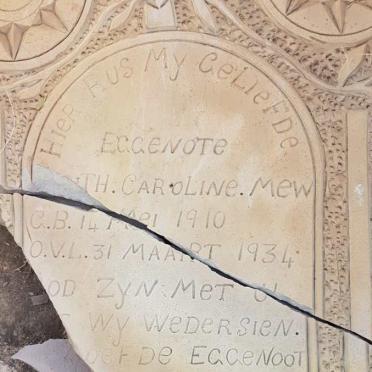 HIER RUS MY GELIEFDE
EGGENOTE
TH. CAROLINE. MEW
G.B. 14 MEI 1910
O.V.L. 31 MAART 1934
OD ZYN MET U
WY WEDERSIEN.
DE EGGENOOT